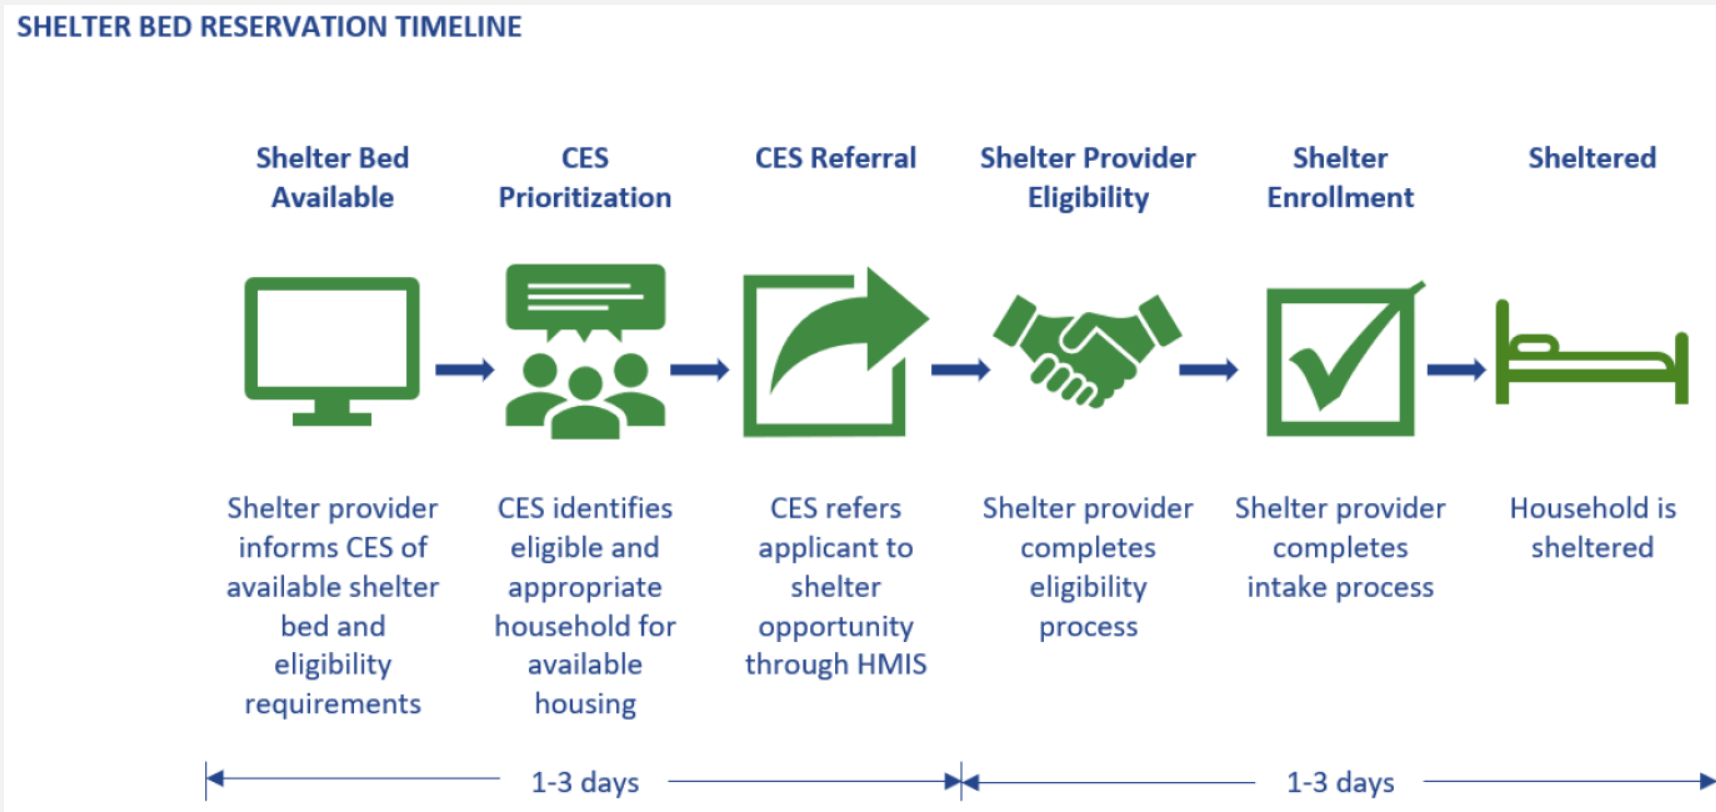 SHELTER BED RESERVATION TIMELINE
Shelter Bed
Available
CES
Prioritization
CES Referral
Shelter Provider
Eligibility
Shelter
Enrollment
Sheltered
Shelter provider
informs CES of
available shelter
bed and
eligibility
requirements
CES identifies
eligible and
appropriate
household for
available
housing
CES refers
applicant to
shelter
opportunity
through HMIS
Shelter provider
completes
eligibility
process
Shelter provider
completes
intake process
Household is
sheltered
1-3 days
1-3 days